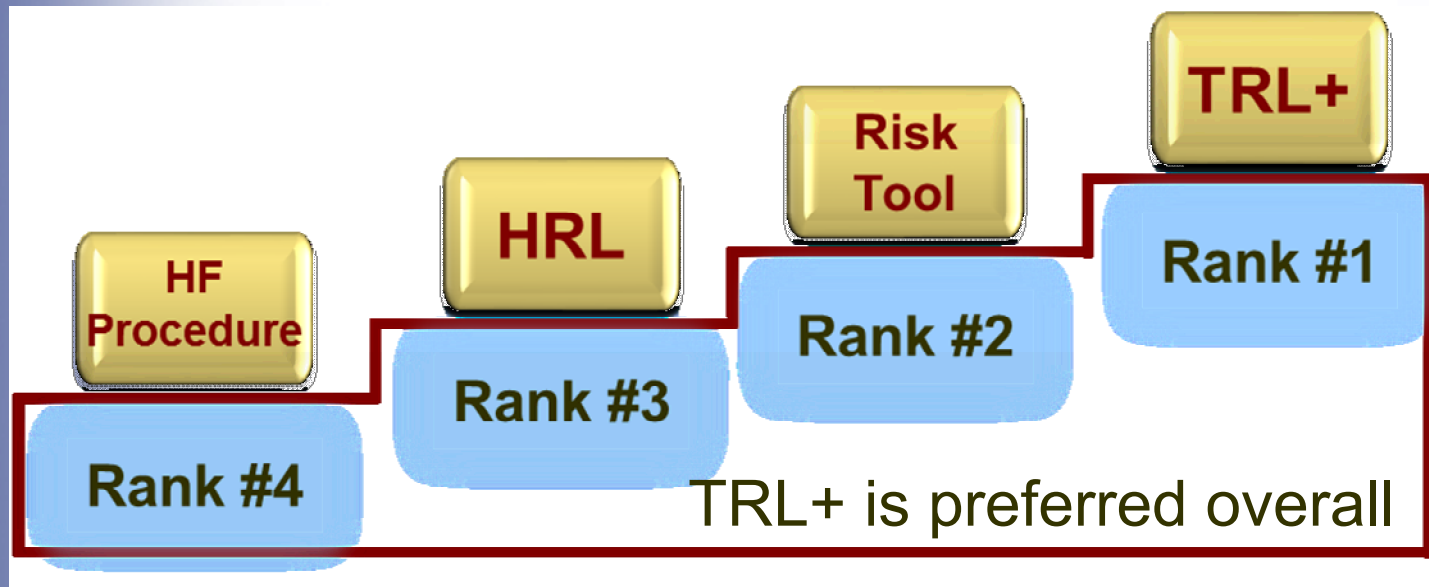 TRL+
Rank #1
Risk
Tool
Rank #2
HRL
Rank #3
HF
Procedure
Rank #4
TRL+ is preferred overall